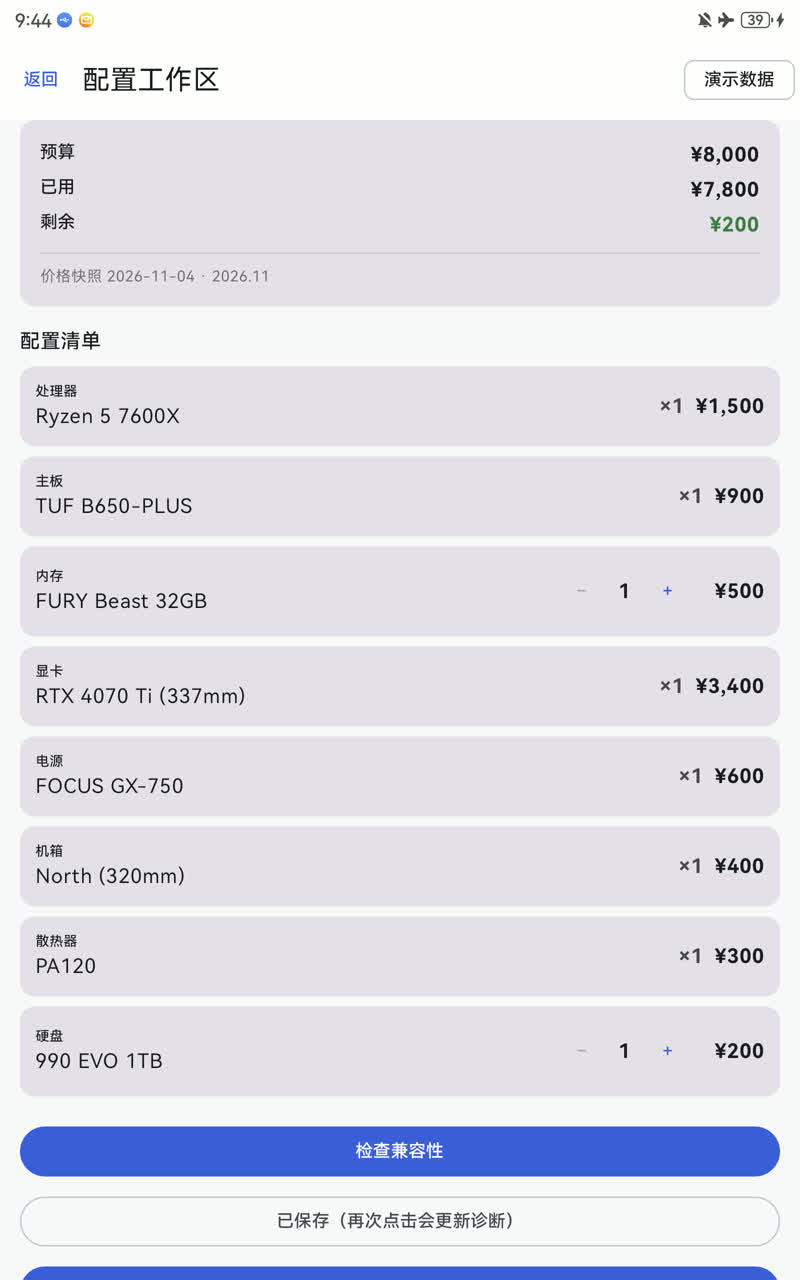 9:44
39
返回 配置工作区 演示数据
预算 ¥8,000
已用 ¥7,800
剩余 ¥200
价格快照 2026-11-04 · 2026.11
配置清单
处理器
Ryzen 5 7600X ×1 ¥1,500
主板
TUF B650-PLUS ×1 ¥900
内存
FURY Beast 32GB − 1 + ¥500
显卡
RTX 4070 Ti (337mm) ×1 ¥3,400
电源
FOCUS GX-750 ×1 ¥600
机箱
North (320mm) ×1 ¥400
散热器
PA120 ×1 ¥300
硬盘
990 EVO 1TB − 1 + ¥200
检查兼容性
已保存（再次点击会更新诊断）